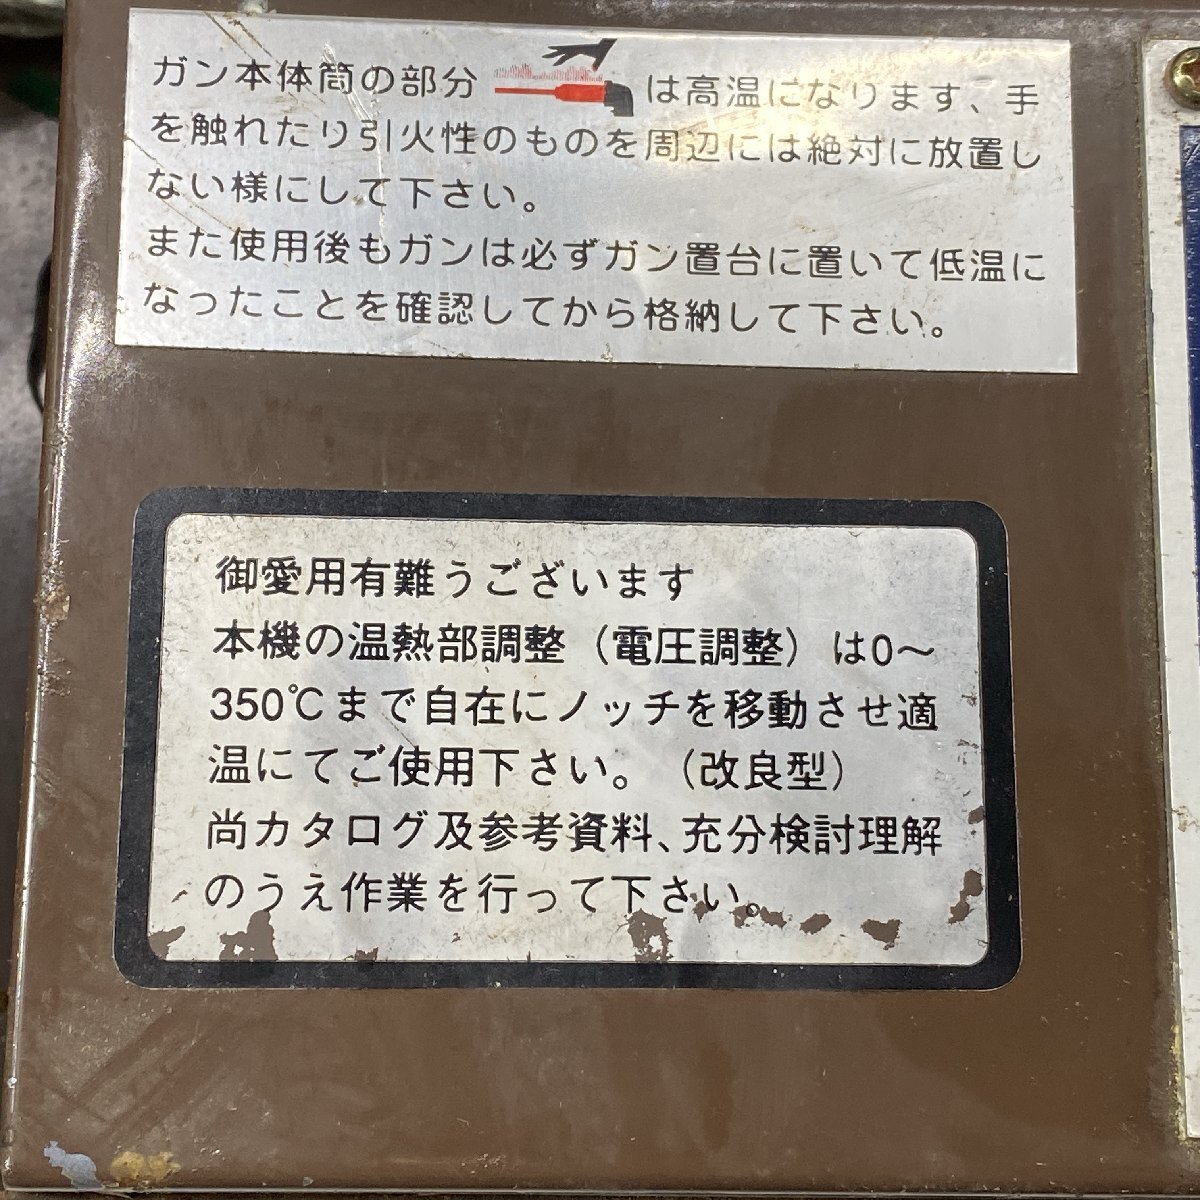 ガン本体筒の部分は高温になります、手
を触れたり引火性のものを周辺には絶対に放置し
ない様にして下さい。
また使用後もガンは必ずガン置台に置いて低温に
なったことを確認してから格納して下さい。
御愛用有難うございます
本機の温熱部調整（電圧調整）は0～
350℃まで自在にノッチを移動させ適
温にてご使用下さい。（改良型）
尚カタログ及参考資料、充分検討理解
のうえ作業を行って下さい。